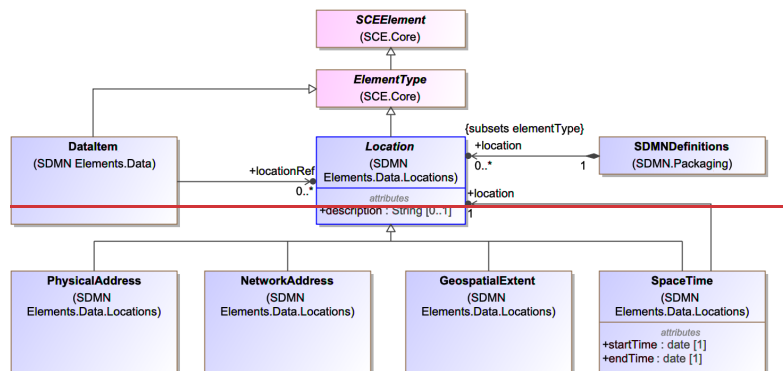 SCEElement
(SCE.Core)
ElementType
(SCE.Core)
{subsets elementType}
DataItem
(SDMN Elements.Data)
Location
(SDMN
Elements.Data.Locations)
attributes
+description : String [0..1]
+location
0..*
1
SDMNDefinitions
(SDMN.Packaging)
+locationRef
0..*
+location
1
PhysicalAddress
(SDMN
Elements.Data.Locations)
NetworkAddress
(SDMN
Elements.Data.Locations)
GeospatialExtent
(SDMN
Elements.Data.Locations)
SpaceTime
(SDMN
Elements.Data.Locations)
attributes
+startTime : date [1]
+endTime : date [1]